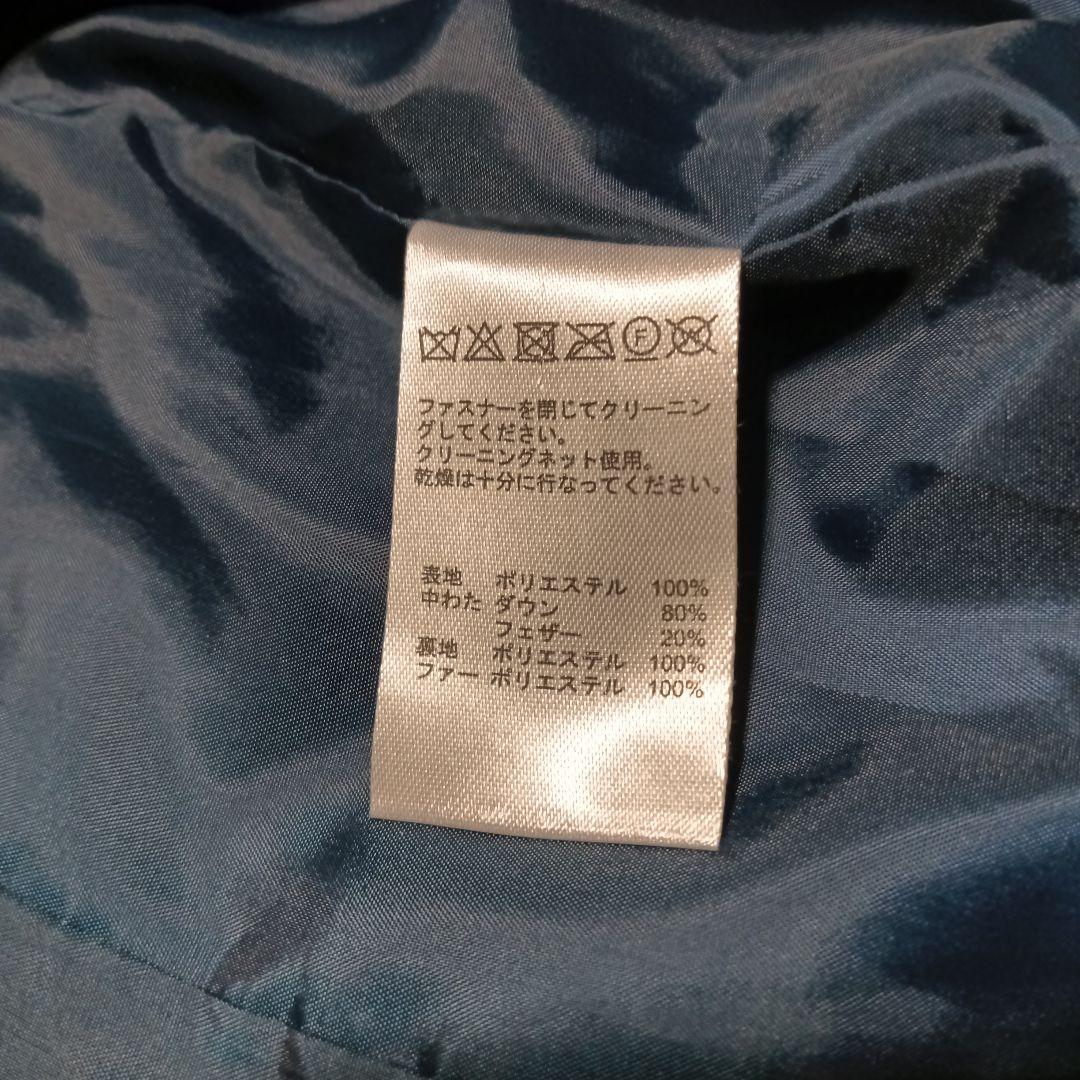 F
ファスナーを閉じてクリーニン
グしてください。
クリーニングネット使用。
乾燥は十分に行なってください。
表地 ポリエステル 100%
中わた ダウン 80%
フェザー 20%
裏地 ポリエステル 100%
ファー ポリエステル 100%